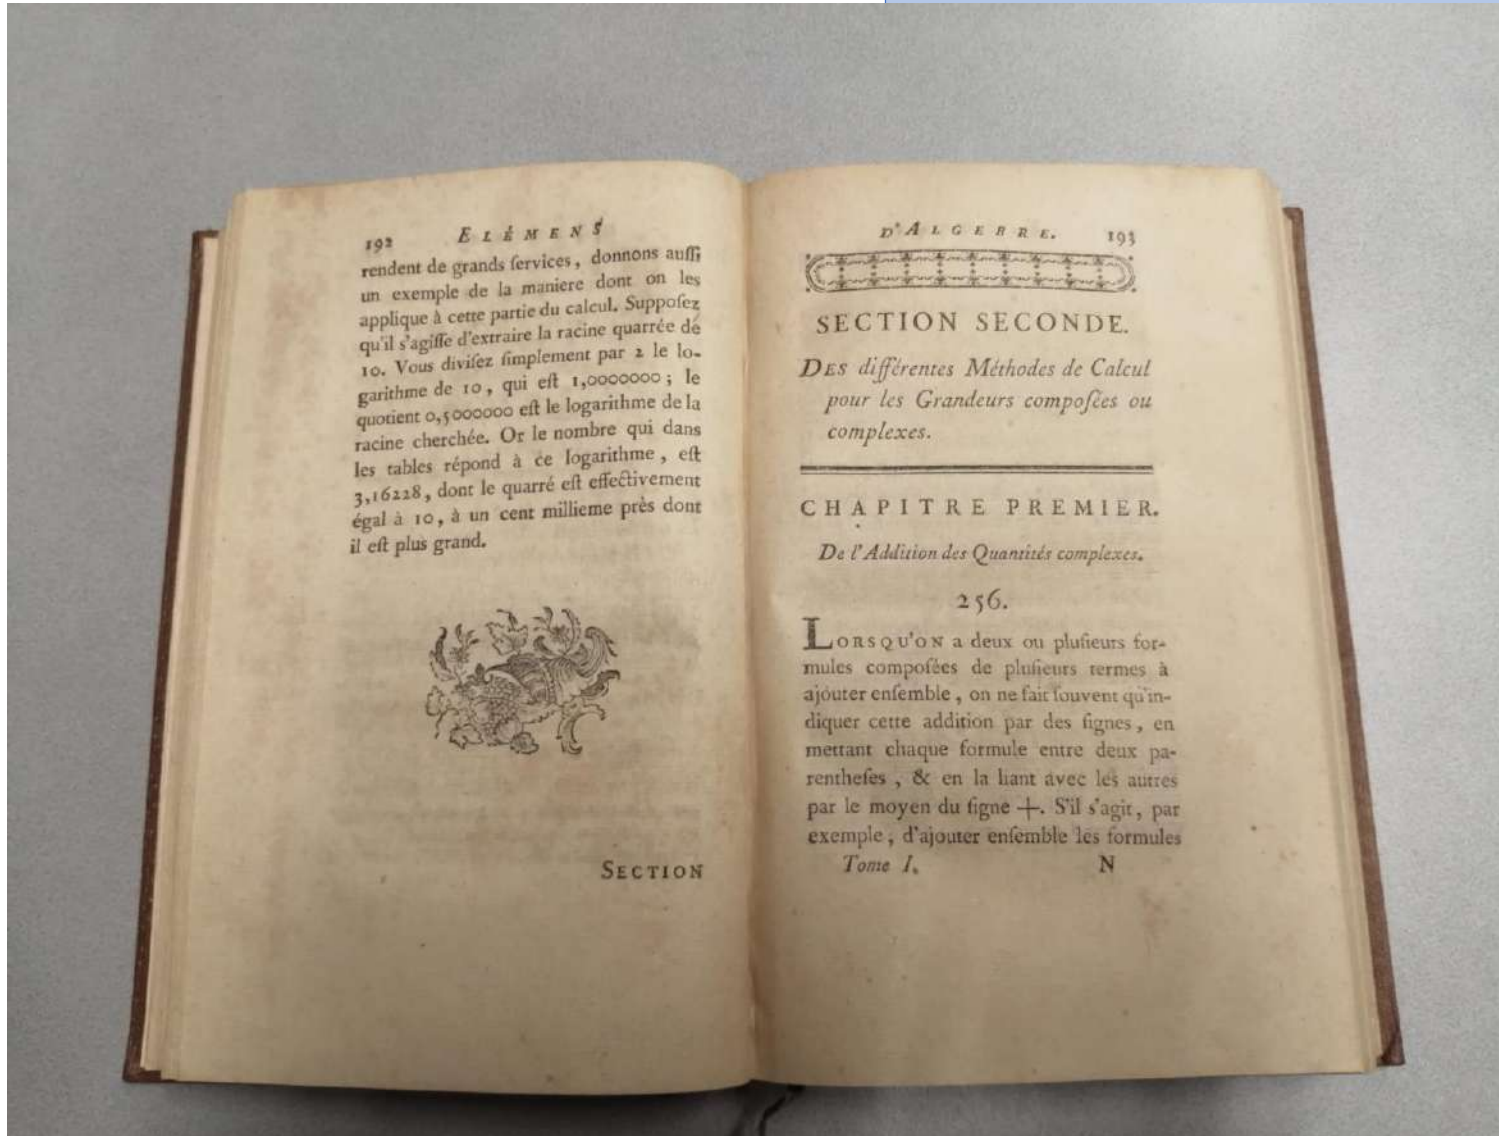 192 ELÉMENS
rendent de grands ſervices, donnons auſſi
un exemple de la maniere dont on les
applique à cette partie du calcul. Suppoſez
qu'il s'agiſſe d'extraire la racine quarrée de
10. Vous diviſez ſimplement par 2 le lo-
garithme de 10, qui eſt 1,0000000; le
quotient 0,5000000 eſt le logarithme de la
racine cherchée. Or le nombre qui dans
les tables répond à ce logarithme, eſt
3,16228, dont le quarré eſt effectivement
égal à 10, à un cent millieme près dont
il eſt plus grand.
SECTION
D'ALGEBRE. 193
SECTION SECONDE.
DES différentes Méthodes de Calcul
pour les Grandeurs compoſées ou
complexes.
CHAPITRE PREMIER.
De l'Addition des Quantités complexes.
256.
LORSQU'ON a deux ou pluſieurs for-
mules compoſées de pluſieurs termes à
ajouter enſemble, on ne fait ſouvent qu'in-
diquer cette addition par des ſignes, en
mettant chaque formule entre deux pa-
rentheſes, & en la liant avec les autres
par le moyen du ſigne +. S'il s'agit, par
exemple, d'ajouter enſemble les formules
Tome I. N